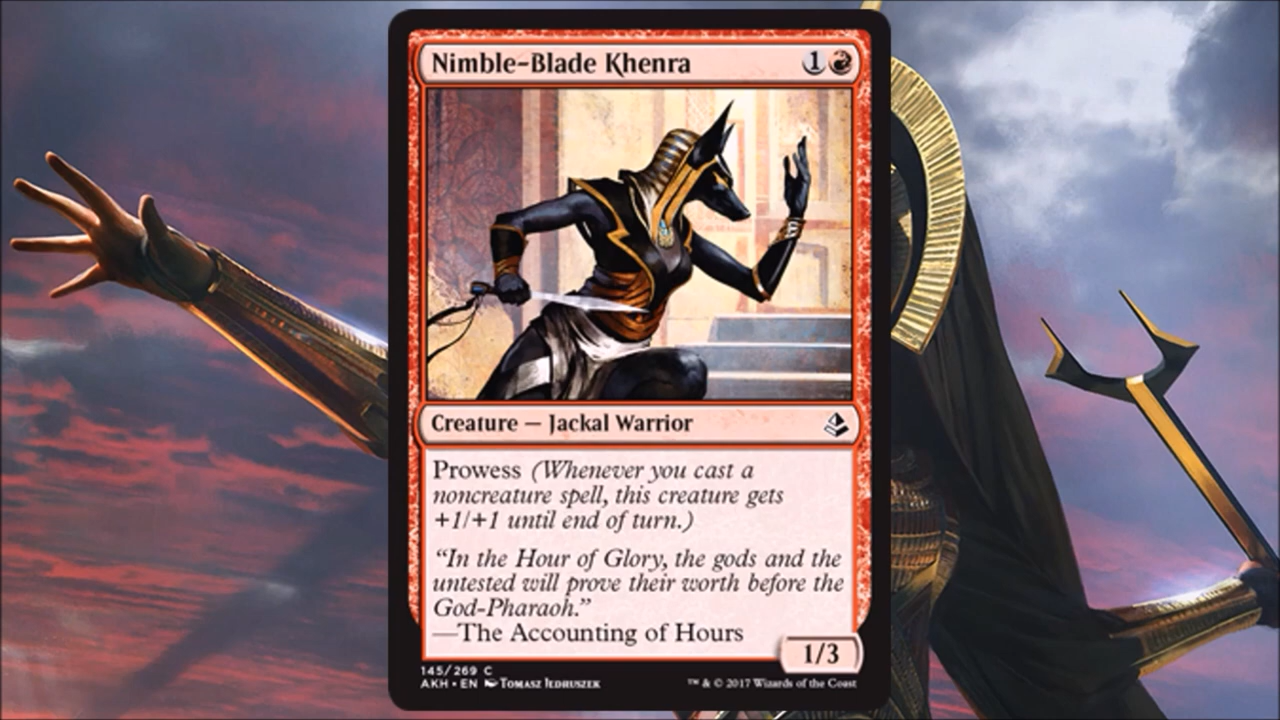 Nimble-Blade Khenra 1
Creature — Jackal Warrior
Prowess (Whenever you cast a
noncreature spell, this creature gets
+1/+1 until end of turn.)
“In the Hour of Glory, the gods and the
untested will prove their worth before the
God-Pharaoh.”
—The Accounting of Hours
1/3
145/269 C
AKH • EN Tomasz Jedruszek
™ & © 2017 Wizards of the Coast